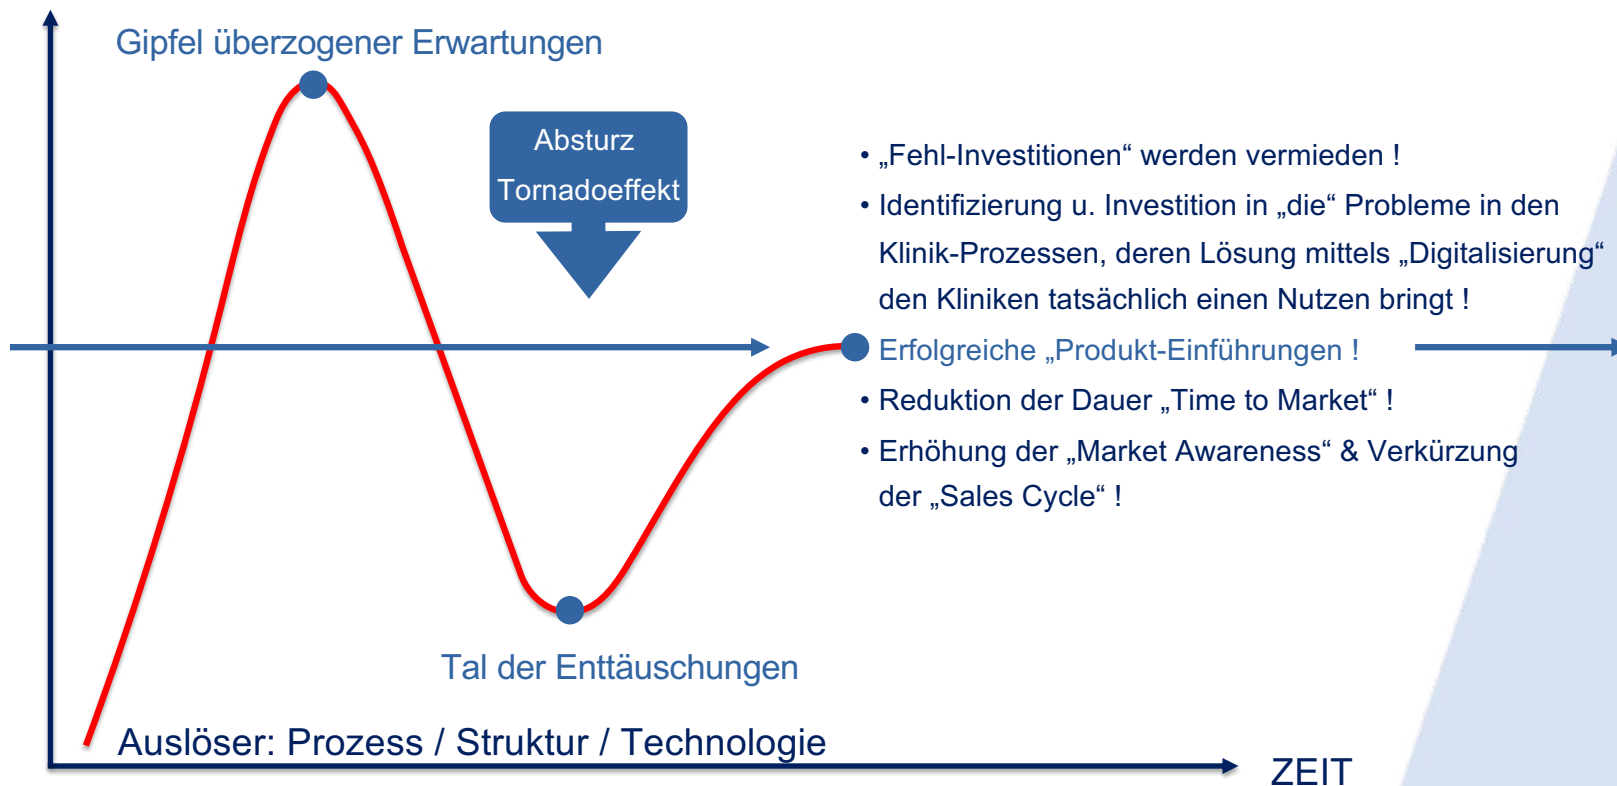 Gipfel überzogener Erwartungen
Absturz
Tornadoeffekt
• „Fehl-Investitionen“ werden vermieden !
• Identifizierung u. Investition in „die“ Probleme in den
Klinik-Prozessen, deren Lösung mittels „Digitalisierung“
den Kliniken tatsächlich einen Nutzen bringt !
Erfolgreiche „Produkt-Einführungen !
• Reduktion der Dauer „Time to Market“ !
• Erhöhung der „Market Awareness“ & Verkürzung
der „Sales Cycle“ !
Tal der Enttäuschungen
Auslöser: Prozess / Struktur / Technologie
ZEIT